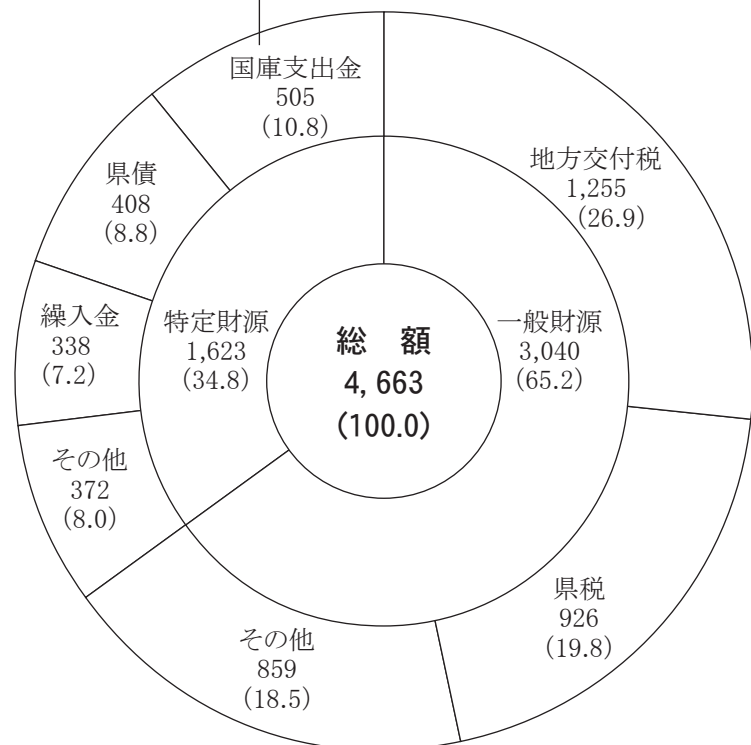 国庫支出金
505
(10.8)
地方交付税
1,255
(26.9)
県債
408
(8.8)
繰入金
338
(7.2)
特定財源
1,623
(34.8)
総　額
4,663
(100.0)
一般財源
3,040
(65.2)
その他
372
(8.0)
県税
926
(19.8)
その他
859
(18.5)